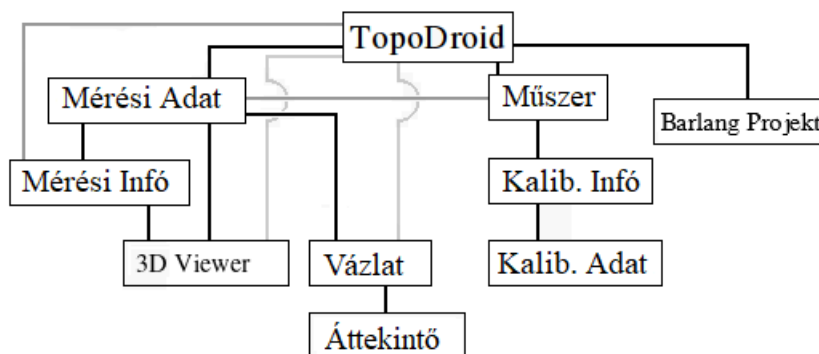 TopoDroid
Mérési Adat
Műszer
Barlang Projekt
Mérési Infó
Kalib. Infó
3D Viewer
Vázlat
Kalib. Adat
Áttekintő